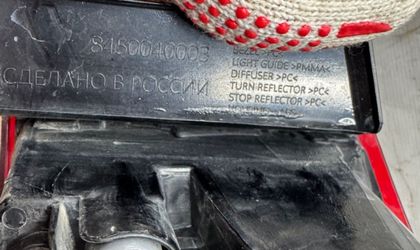 8450040003
СДЕЛАНО В РОССИИ
LIGHT GUIDE >PMMA<
DIFFUSER >PC<
TURN REFLECTOR >PC<
STOP REFLECTOR >PC<